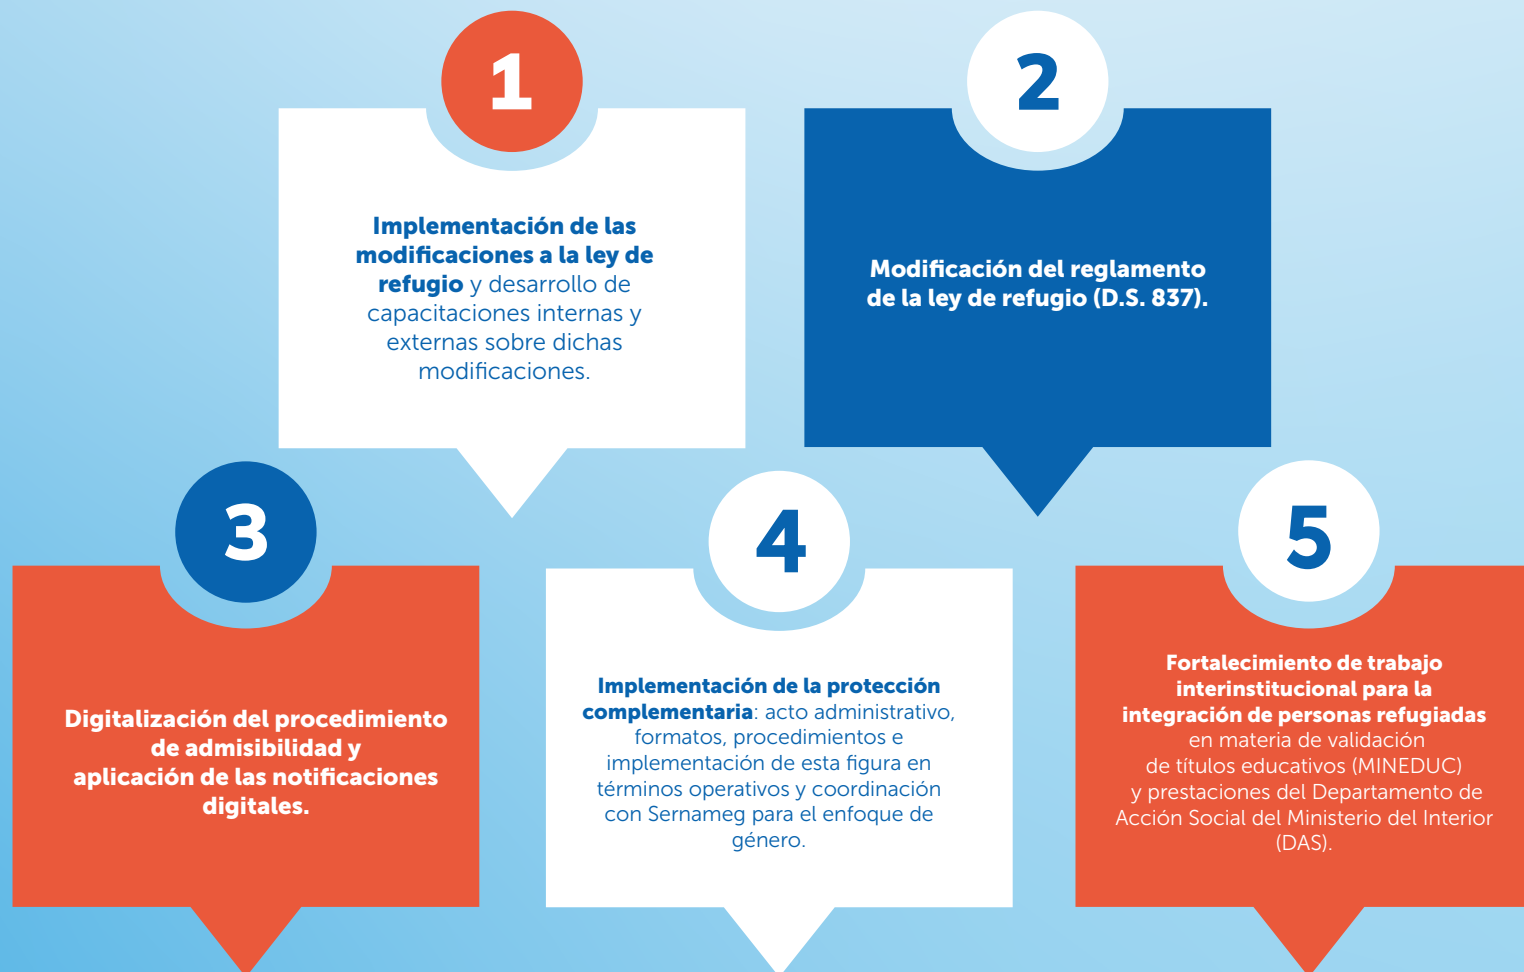 1
Implementación de las
modificaciones a la ley de
refugio y desarrollo de
capacitaciones internas y
externas sobre dichas
modificaciones.
2
Modificación del reglamento
de la ley de refugio (D.S. 837).
3
Digitalización del procedimiento
de admisibilidad y
aplicación de las notificaciones
digitales.
4
Implementación de la protección
complementaria: acto administrativo,
formatos, procedimientos e
implementación de esta figura en
términos operativos y coordinación
con Sernameg para el enfoque de
género.
5
Fortalecimiento de trabajo
interinstitucional para la
integración de personas refugiadas
en materia de validación
de títulos educativos (MINEDUC)
y prestaciones del Departamento de
Acción Social del Ministerio del Interior
(DAS).